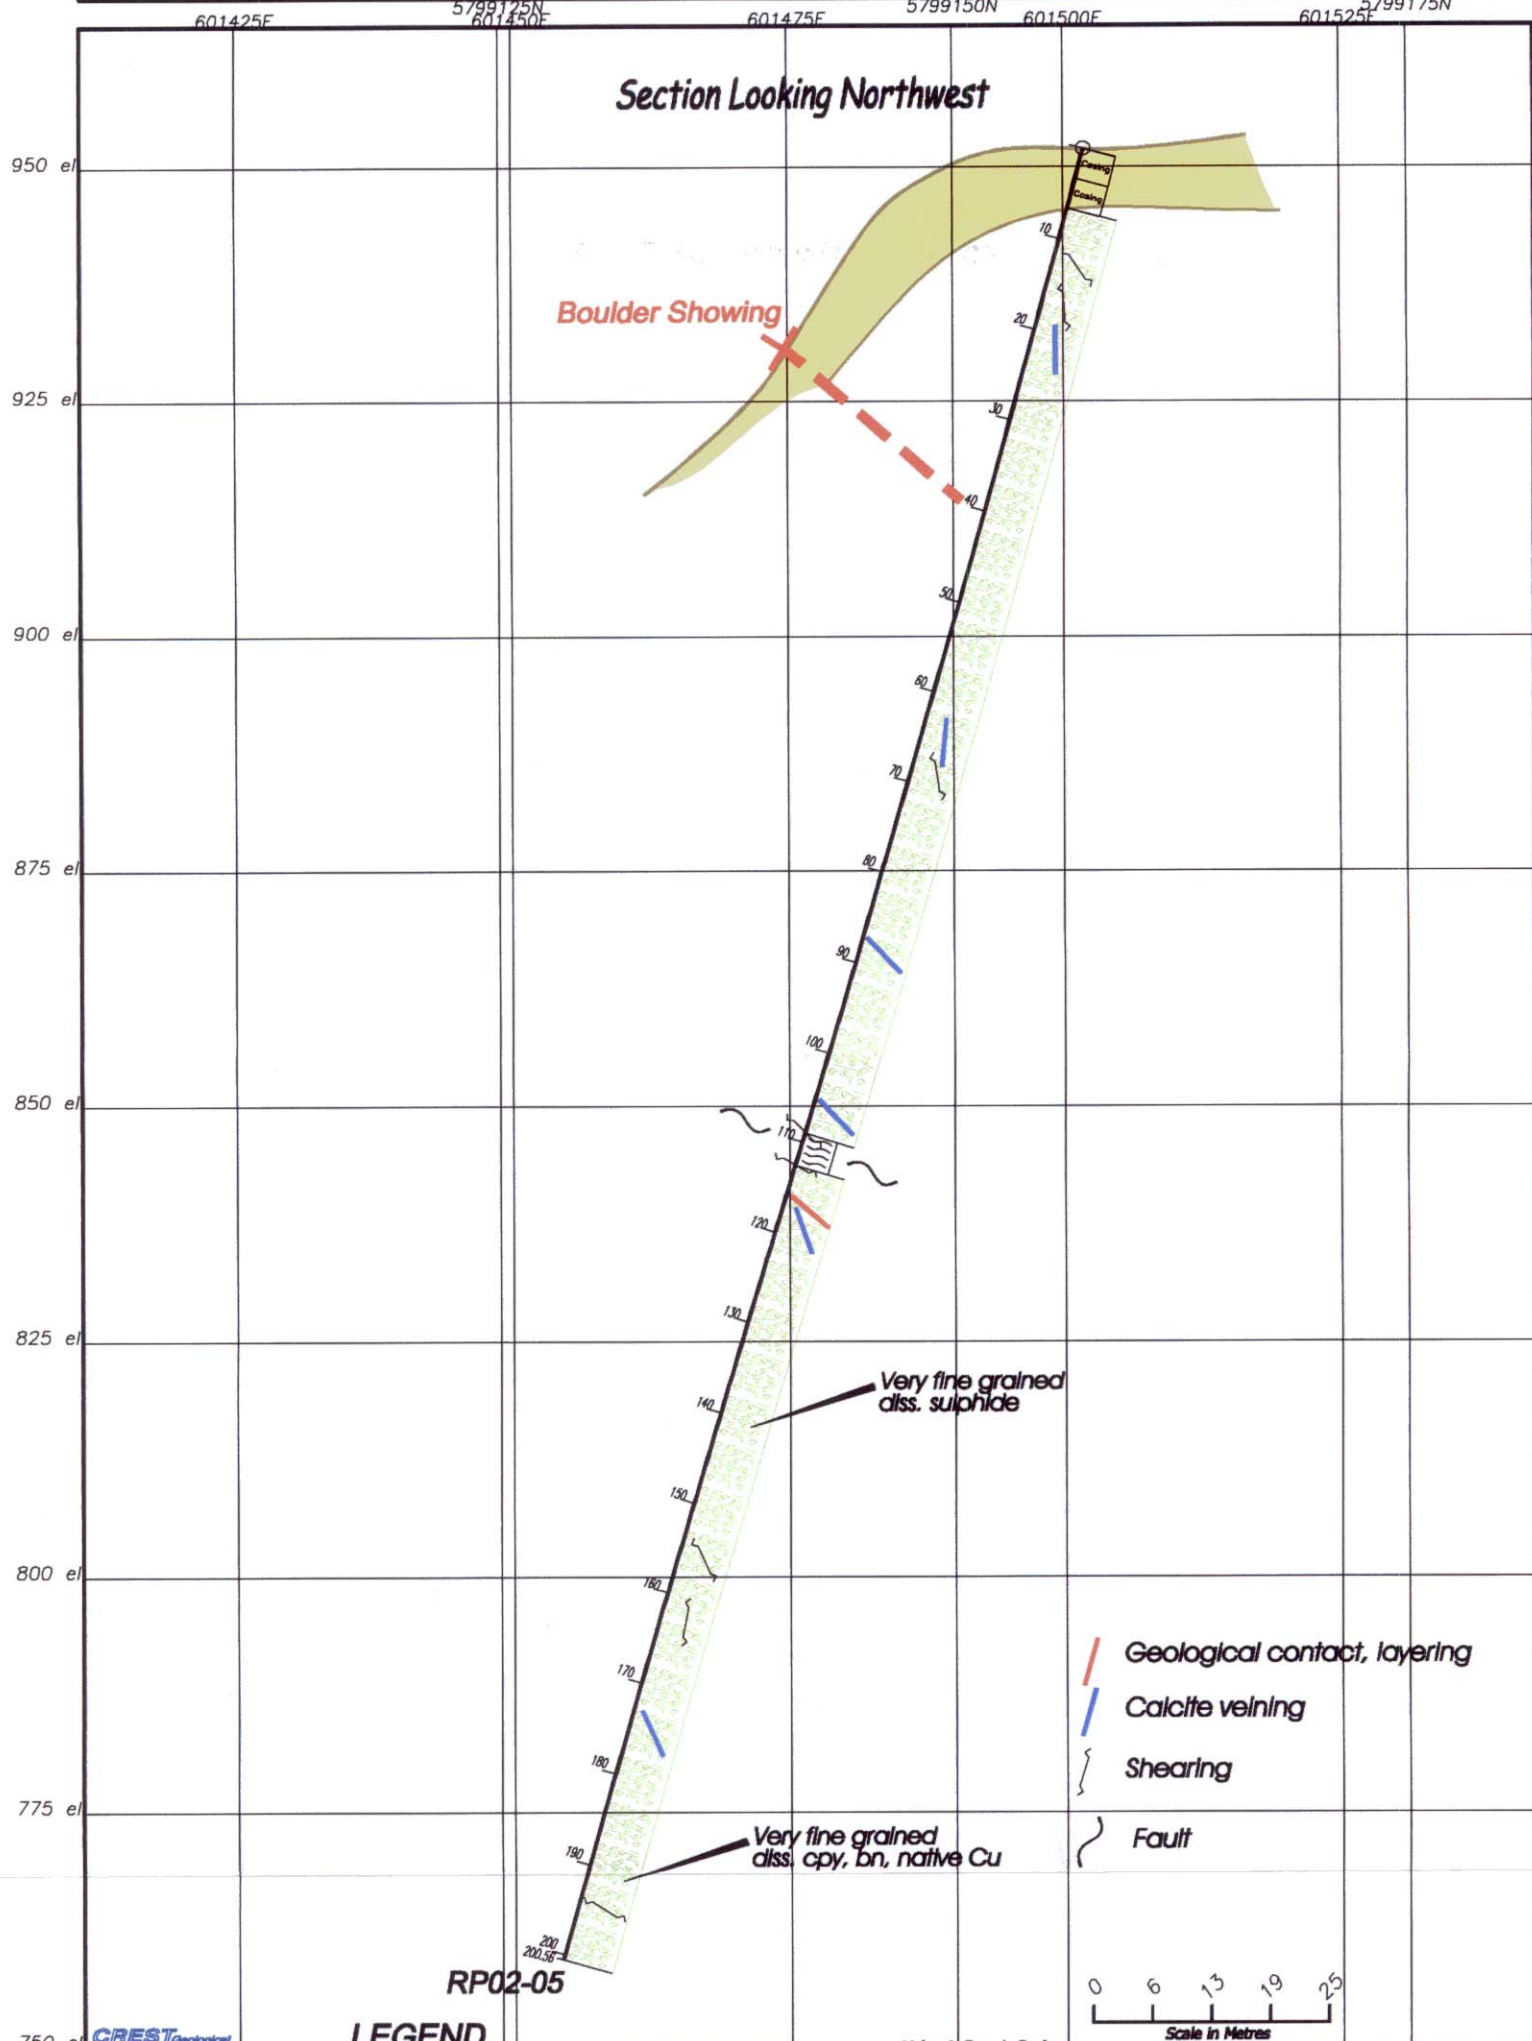 5799125N 5799150N 5799175N
601425E 601450E 601475E 601500E 601525E
Section Looking Northwest
950 el
Casing
Casing
10
Boulder Showing
20
925 el
30
40
50
900 el
60
70
875 el
80
90
100
850 el
110
120
130
825 el
Very fine grained
diss. sulphide
140
150
800 el
160
Geological contact, layering
170
Calcite veining
180
Shearing
775 el
Very fine grained
diss. cpy, bn, native Cu
Fault
190
200
200.56
RP02-05
0 6 13 19 25
Scale in Metres
750 el
CREST Geological
LEGEND